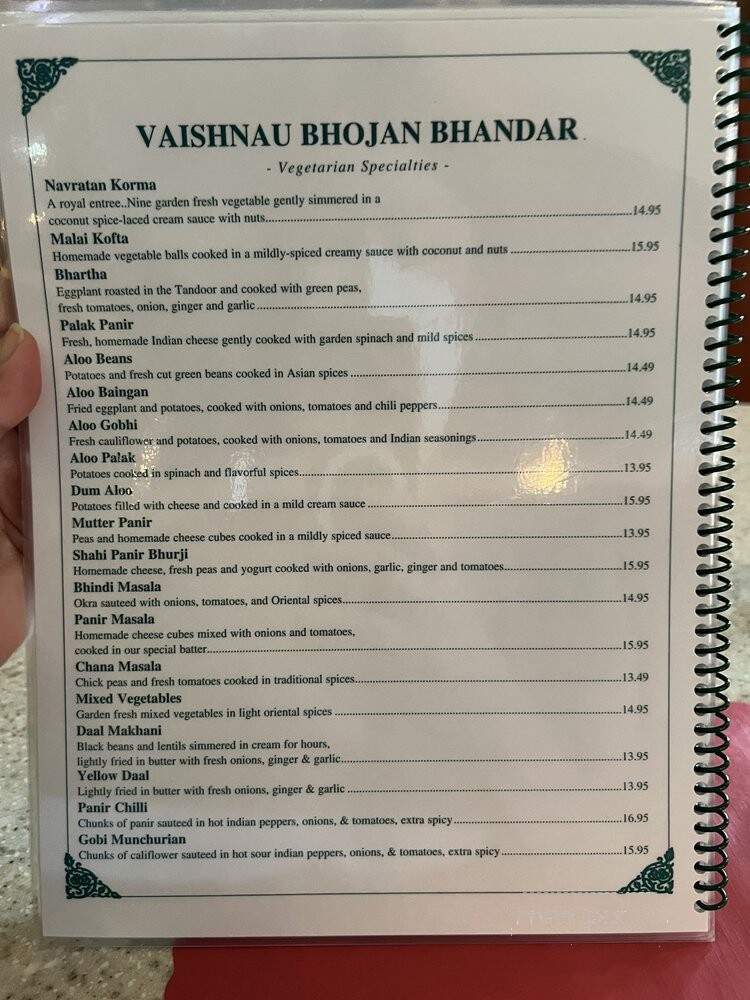 VAISHNAU BHOJAN BHANDAR
- Vegetarian Specialties -
Navratan Korma
A royal entree..Nine garden fresh vegetable gently simmered in a
coconut spice-laced cream sauce with nuts....14.95
Malai Kofta
Homemade vegetable balls cooked in a mildly-spiced creamy sauce with coconut and nuts ....15.95
Bhartha
Eggplant roasted in the Tandoor and cooked with green peas,
fresh tomatoes, onion, ginger and garlic ....14.95
Palak Panir
Fresh, homemade Indian cheese gently cooked with garden spinach and mild spices ....14.95
Aloo Beans
Potatoes and fresh cut green beans cooked in Asian spices ....14.49
Aloo Baingan
Fried eggplant and potatoes, cooked with onions, tomatoes and chili peppers....14.49
Aloo Gobhi
Fresh cauliflower and potatoes, cooked with onions, tomatoes and Indian seasonings....14.49
Aloo Palak
Potatoes cooked in spinach and flavorful spices....13.95
Dum Aloo
Potatoes filled with cheese and cooked in a mild cream sauce ....15.95
Mutter Panir
Peas and homemade cheese cubes cooked in a mildly spiced sauce....13.95
Shahi Panir Bhurji
Homemade cheese, fresh peas and yogurt cooked with onions, garlic, ginger and tomatoes....15.95
Bhindi Masala
Okra sauteed with onions, tomatoes, and Oriental spices....14.95
Panir Masala
Homemade cheese cubes mixed with onions and tomatoes,
cooked in our special batter....15.95
Chana Masala
Chick peas and fresh tomatoes cooked in traditional spices....13.49
Mixed Vegetables
Garden fresh mixed vegetables in light oriental spices ....14.95
Daal Makhani
Black beans and lentils simmered in cream for hours,
lightly fried in butter with fresh onions, ginger & garlic....13.95
Yellow Daal
Lightly fried in butter with fresh onions, ginger & garlic ....13.95
Panir Chilli
Chunks of panir sauteed in hot indian peppers, onions, & tomatoes, extra spicy....16.95
Gobi Munchurian
Chunks of califlower sauteed in hot sour indian peppers, onions, & tomatoes, extra spicy ....15.95